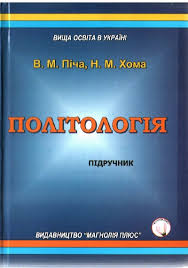 ВИЩА ОСВІТА В УКРАЇНІ
В. М. Піча, Н. М. Хома
ПОЛІТОЛОГІЯ
ПІДРУЧНИК
ВИДАВНИЦТВО "МАГНОЛІЯ ПЛЮС"